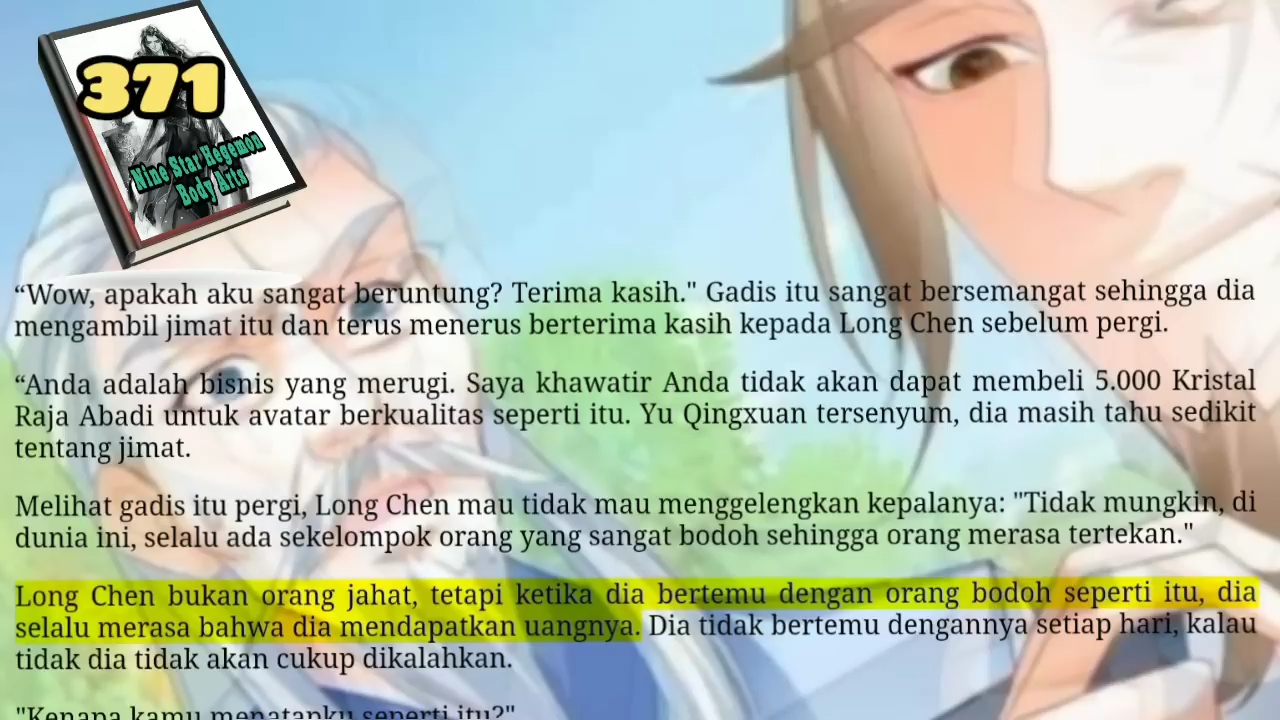 371
Nine Star Hegemon
Body Arts
“Wow, apakah aku sangat beruntung? Terima kasih." Gadis itu sangat bersemangat sehingga dia
mengambil jimat itu dan terus menerus berterima kasih kepada Long Chen sebelum pergi.
“Anda adalah bisnis yang merugi. Saya khawatir Anda tidak akan dapat membeli 5.000 Kristal
Raja Abadi untuk avatar berkualitas seperti itu. Yu Qingxuan tersenyum, dia masih tahu sedikit
tentang jimat.
Melihat gadis itu pergi, Long Chen mau tidak mau menggelengkan kepalanya: "Tidak mungkin, di
dunia ini, selalu ada sekelompok orang yang sangat bodoh sehingga orang merasa tertekan."
Long Chen bukan orang jahat, tetapi ketika dia bertemu dengan orang bodoh seperti itu, dia
selalu merasa bahwa dia mendapatkan uangnya. Dia tidak bertemu dengannya setiap hari, kalau
tidak dia tidak akan cukup dikalahkan.
"Kenapa kamu menatapku seperti itu?"